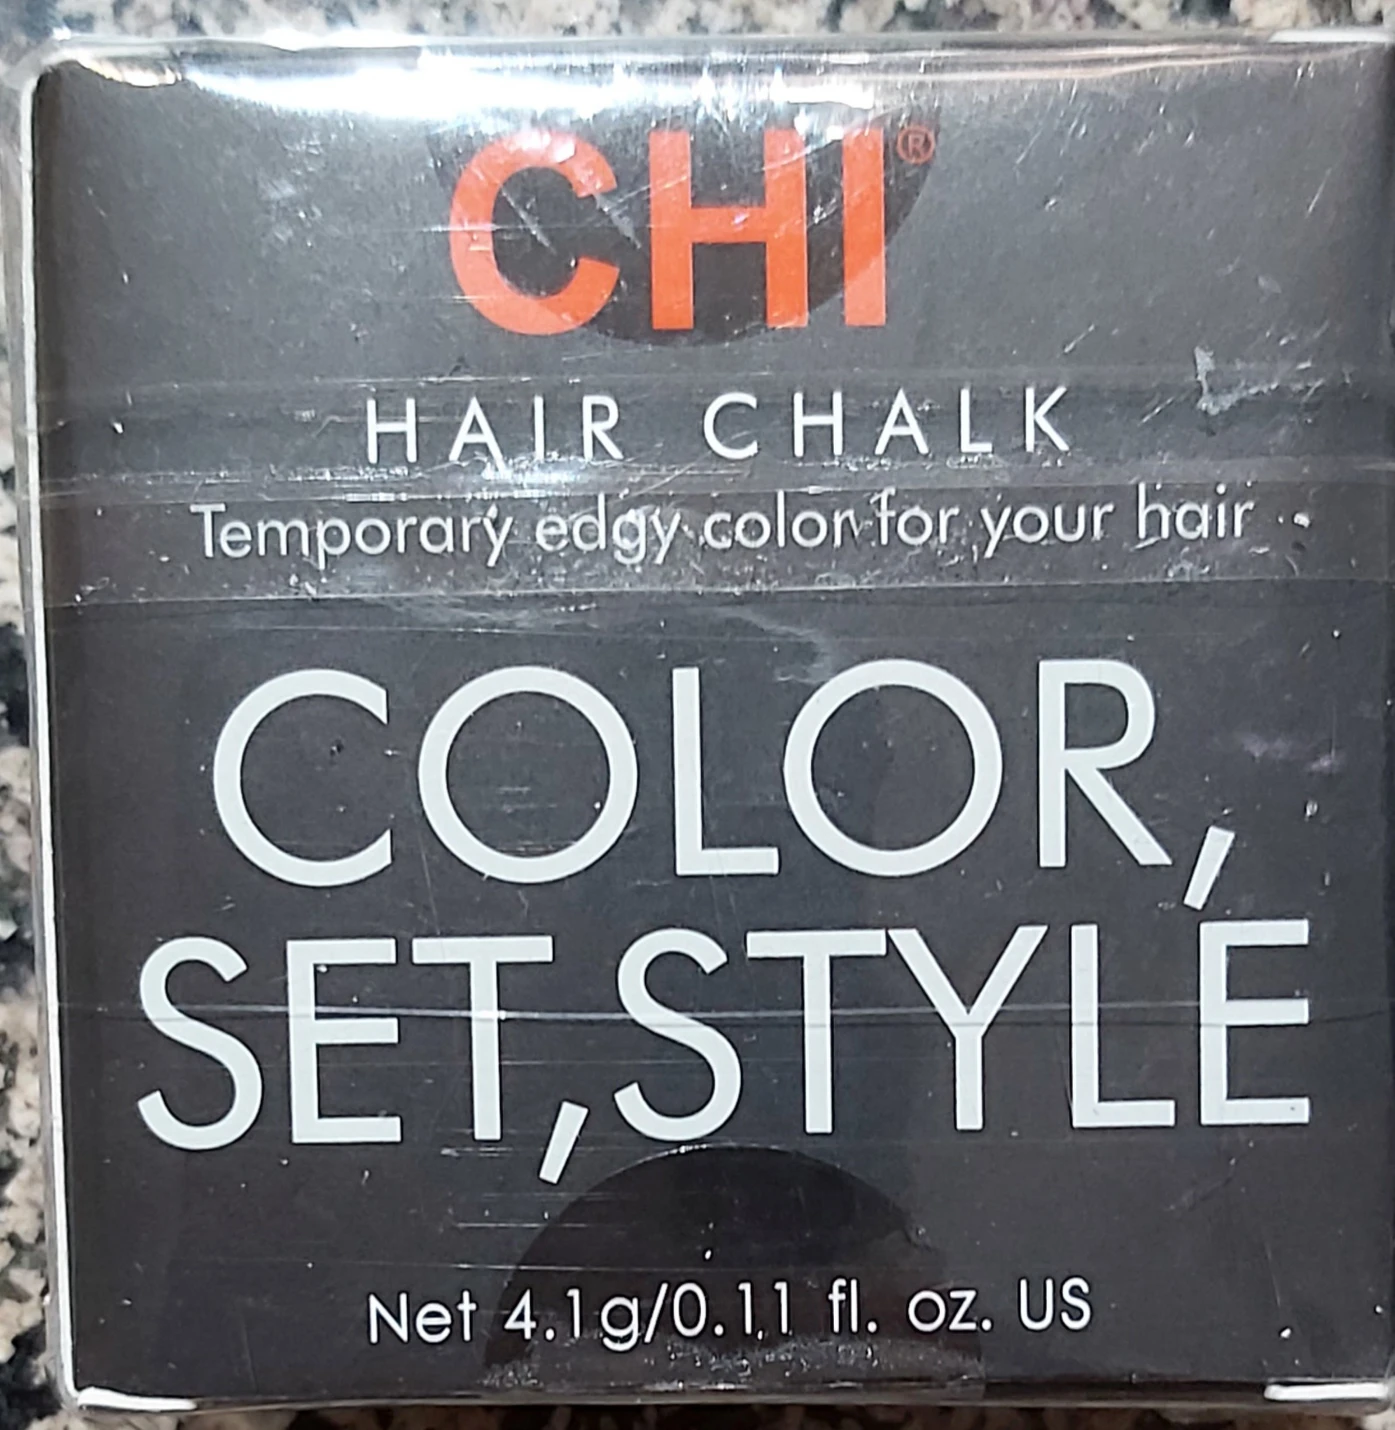 CHI®
HAIR CHALK
Temporary edgy color for your hair
COLOR,
SET,STYLE
Net 4.1g/0.11 fl. oz. US